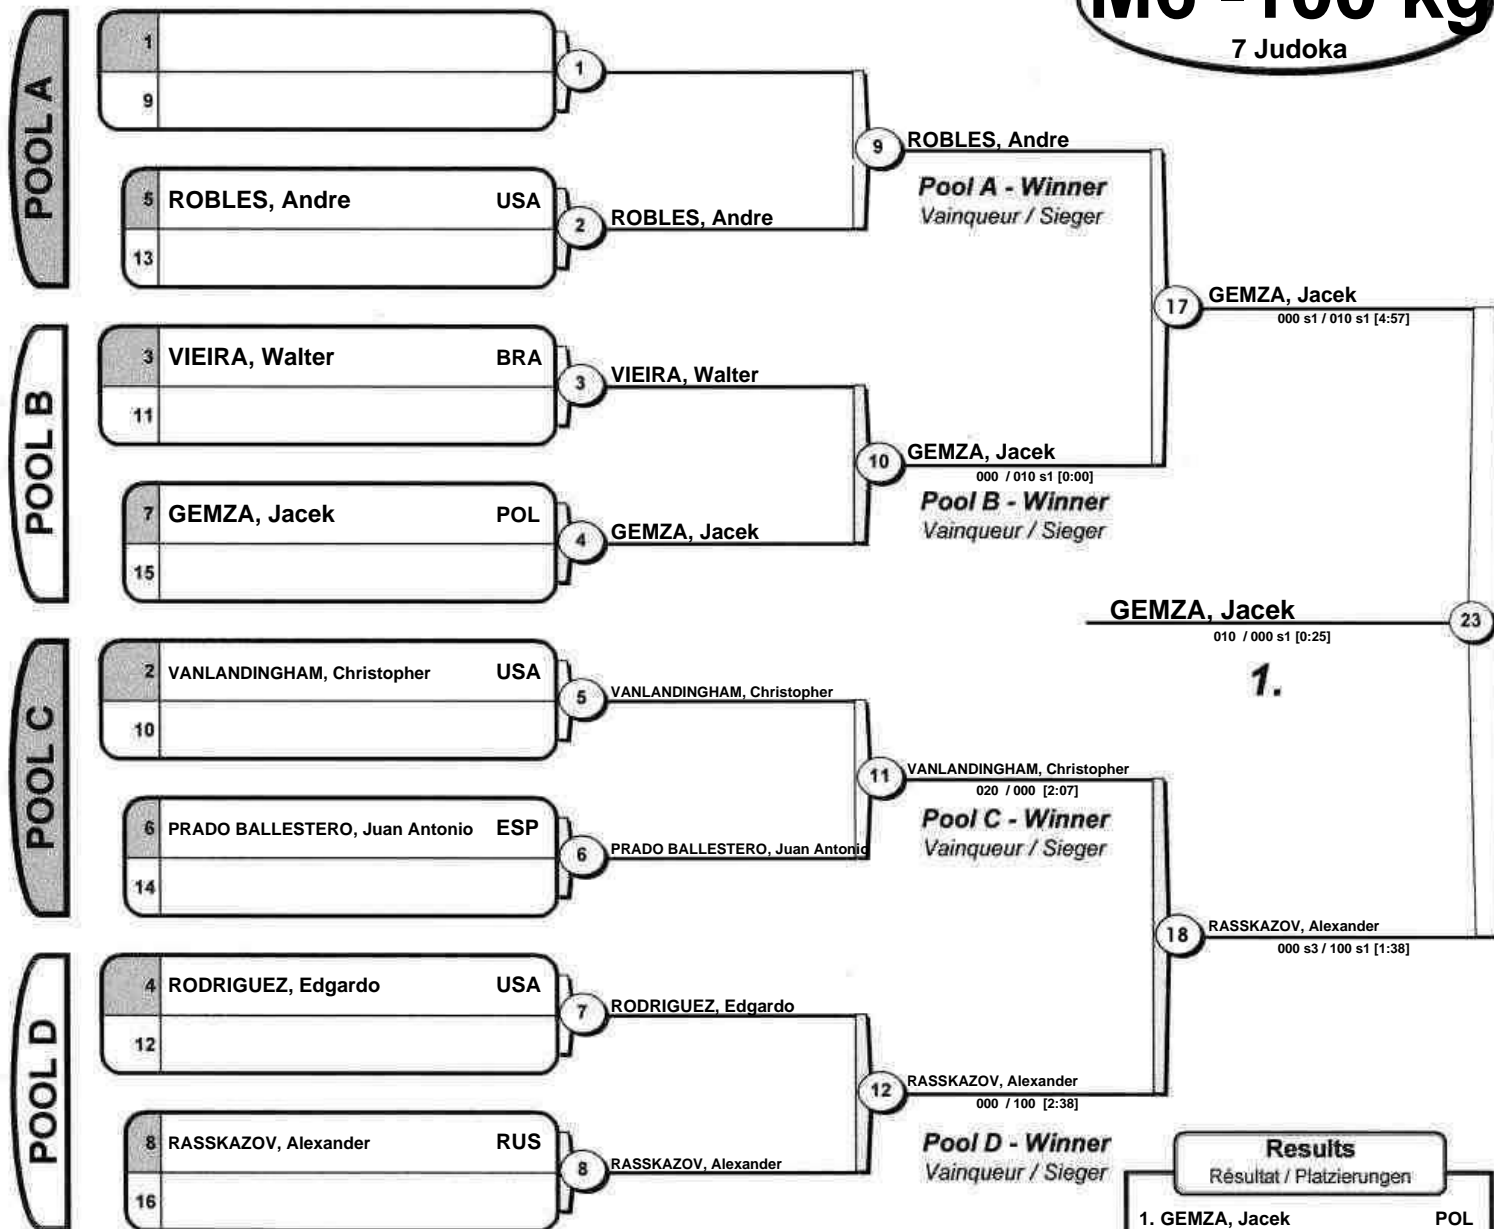 M6 -100 kg
7 Judoka
POOL A
1
9
1
5 ROBLES, Andre USA
13
2
ROBLES, Andre
9
ROBLES, Andre
Pool A - Winner
Vainqueur / Sieger
POOL B
3 VIEIRA, Walter BRA
11
3
VIEIRA, Walter
7 GEMZA, Jacek POL
15
4
GEMZA, Jacek
10
GEMZA, Jacek
000 / 010 s1 [0:00]
Pool B - Winner
Vainqueur / Sieger
17
GEMZA, Jacek
000 s1 / 010 s1 [4:57]
GEMZA, Jacek
010 / 000 s1 [0:25]
1.
23
POOL C
2 VANLANDINGHAM, Christopher USA
10
5
VANLANDINGHAM, Christopher
6 PRADO BALLESTERO, Juan Antonio ESP
14
6
PRADO BALLESTERO, Juan Antonio
11
VANLANDINGHAM, Christopher
020 / 000 [2:07]
Pool C - Winner
Vainqueur / Sieger
POOL D
4 RODRIGUEZ, Edgardo USA
12
7
RODRIGUEZ, Edgardo
8 RASSKAZOV, Alexander RUS
16
8
RASSKAZOV, Alexander
12
RASSKAZOV, Alexander
000 / 100 [2:38]
Pool D - Winner
Vainqueur / Sieger
18
RASSKAZOV, Alexander
000 s3 / 100 s1 [1:38]
Results
Résultat / Platzierungen
1. GEMZA, Jacek POL